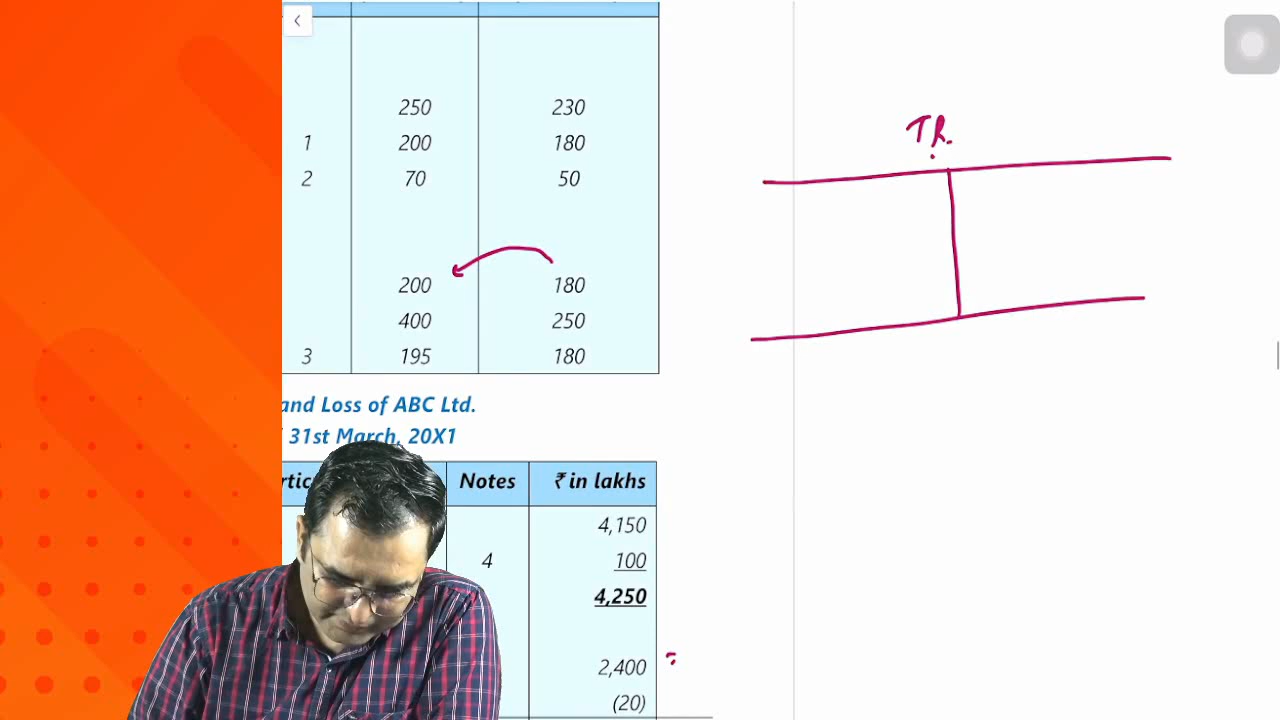 250 230
1 200 180
2 70 50
200 180
400 250
3 195 180
and Loss of ABC Ltd.
31st March, 20X1
rtic Notes ₹ in lakhs
4,150
4 100
4,250
2,400
(20)
T.R.